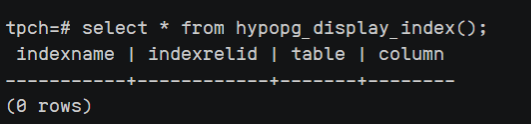 tpch=# select * from hypopg_display_index();
 indexname | indexrelid | table | column
-----------+------------+-------+--------
(0 rows)